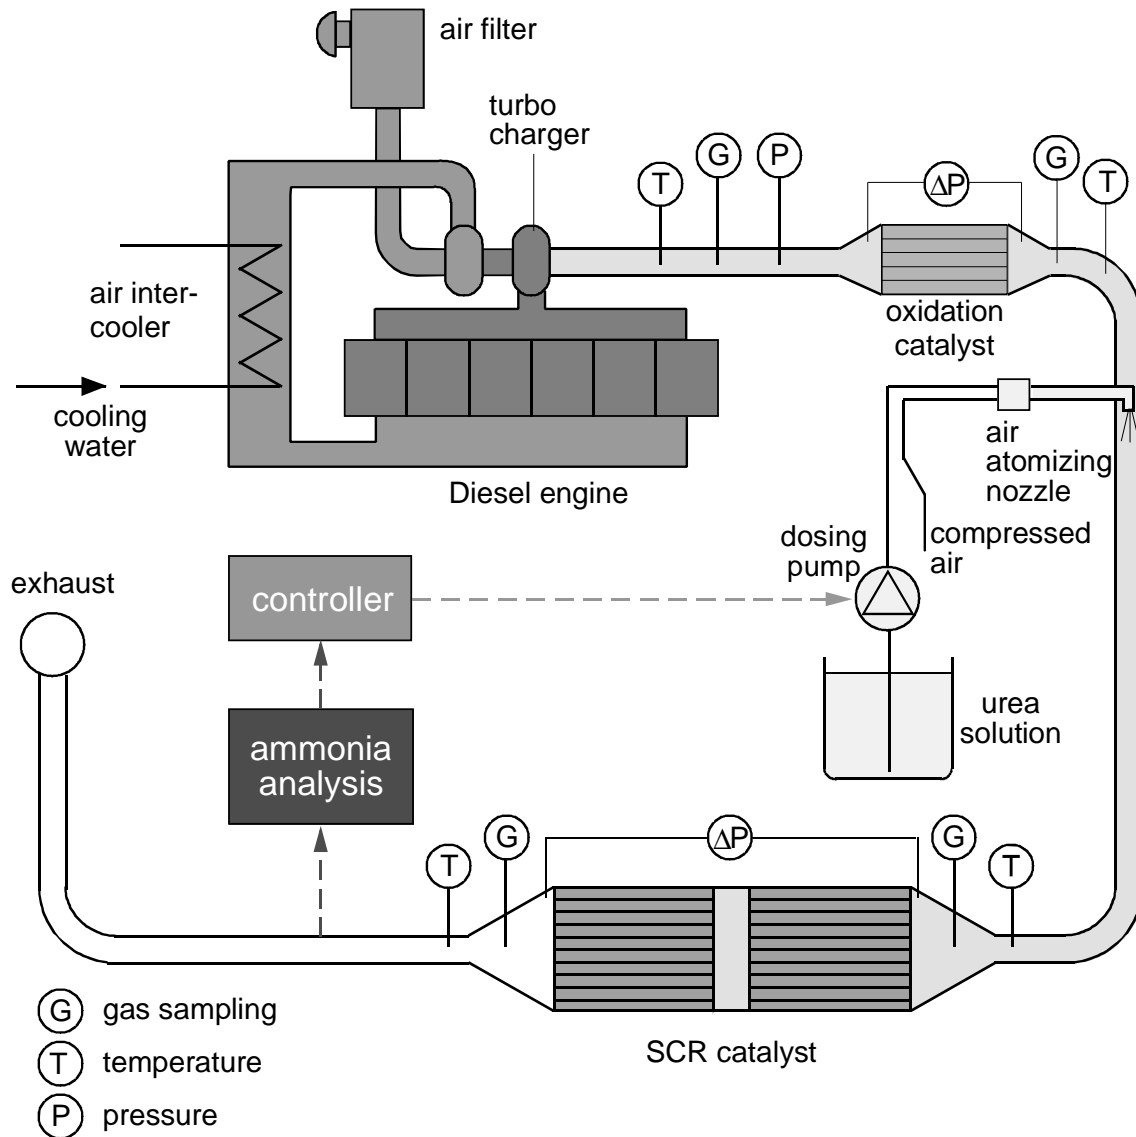 air filter
turbo
charger
T
G
P
ΔP
G
T
air inter-
cooler
oxidation
catalyst
cooling
water
air
atomizing
nozzle
Diesel engine
dosing
pump
compressed
air
exhaust
controller
urea
solution
ammonia
analysis
T
G
ΔP
G
T
SCR catalyst
G gas sampling
T temperature
P pressure